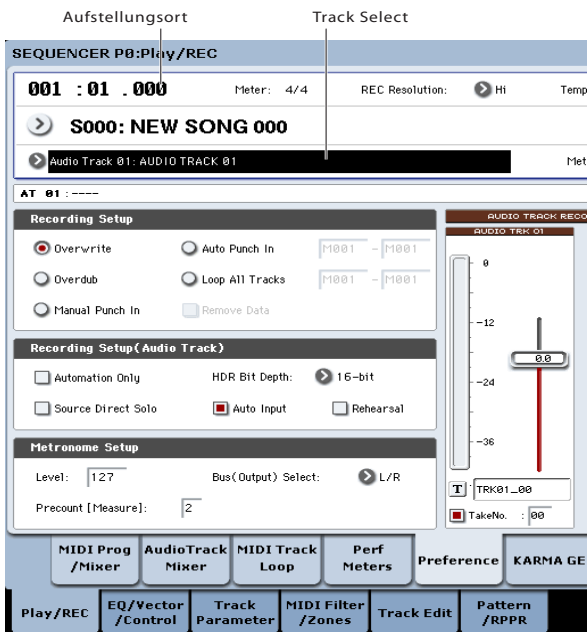 Aufstellungsort Track Select
SEQUENCER P0:Play/REC
001 :01 .000 Meter: 4/4 REC Resolution: Hi Temp
S000: NEW SONG 000
Audio Track 01: AUDIO TRACK 01 Met
AT 01:----
Recording Setup
Overwrite Auto Punch In M001 - M001
Overdub Loop All Tracks M001 - M001
Manual Punch In Remove Data
Recording Setup(Audio Track)
Automation Only HDR Bit Depth: 16-bit
Source Direct Solo Auto Input Rehearsal
Metronome Setup
Level: 127 Bus(Output) Select: L/R
Precount [Measure]: 2
AUDIO TRACK RECO
AUDIO TRK 01
0
-12
0.0
-24
-36
T TRK01_00
TakeNo. : 00
MIDI Prog /Mixer
AudioTrack Mixer
MIDI Track Loop
Perf Meters
Preference
KARMA GE
Play/REC
EQ/Vector /Control
Track Parameter
MIDI Filter /Zones
Track Edit
Pattern /RPPR